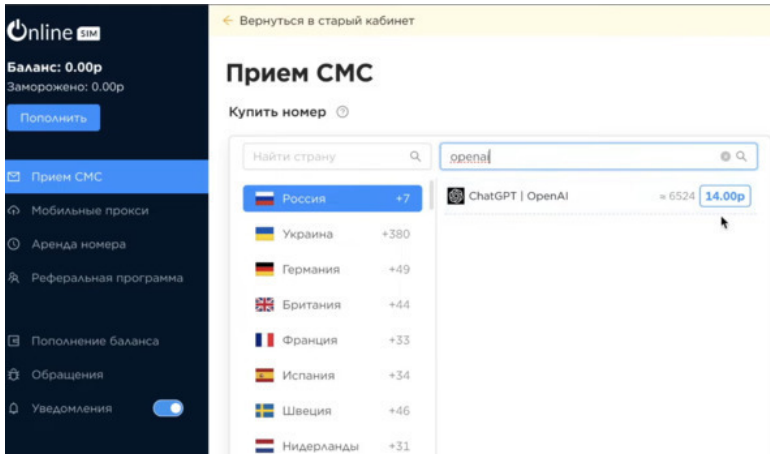 Online SIM
Баланс: 0.00р
Заморожено: 0.00р
Пополнить
Прием СМС
Мобильные прокси
Аренда номера
Реферальная программа
Пополнение баланса
Обращения
Уведомления
Вернуться в старый кабинет
Прием СМС
Купить номер ?
Найти страну
Россия +7
Украина +380
Германия +49
Британия +44
Франция +33
Испания +34
Швеция +46
Нидерланды +31
openai
ChatGPT | OpenAI ≈ 6524 14.00р